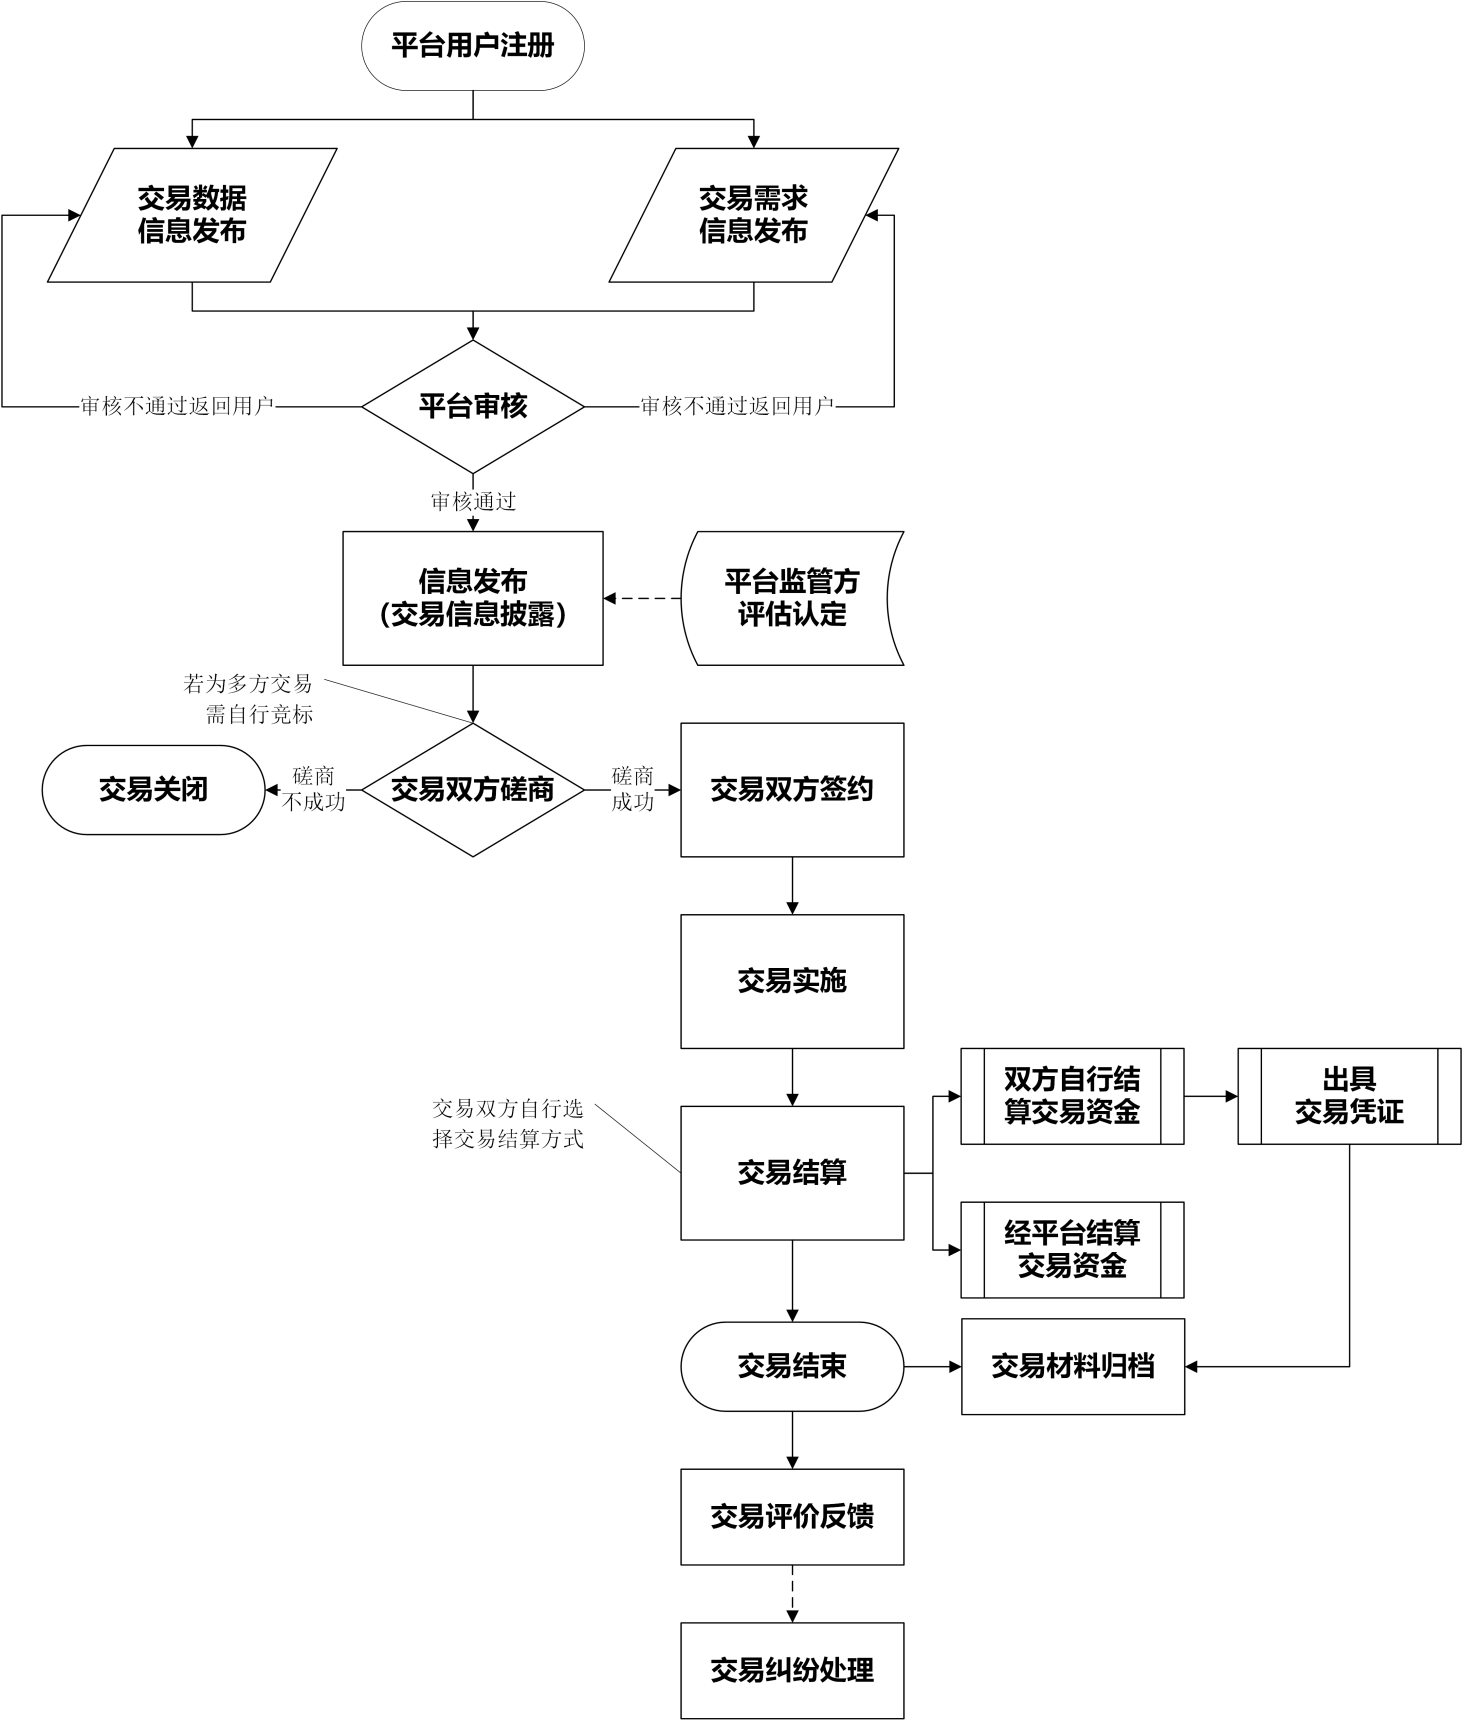 平台用户注册
交易数据
信息发布
交易需求
信息发布
审核不通过返回用户
平台审核
审核不通过返回用户
审核通过
信息发布
（交易信息披露）
平台监管方
评估认定
若为多方交易
需自行竞标
交易关闭
磋商
不成功
交易双方磋商
磋商
成功
交易双方签约
交易实施
双方自行结
算交易资金
出具
交易凭证
交易双方自行选
择交易结算方式
交易结算
经平台结算
交易资金
交易结束
交易材料归档
交易评价反馈
交易纠纷处理